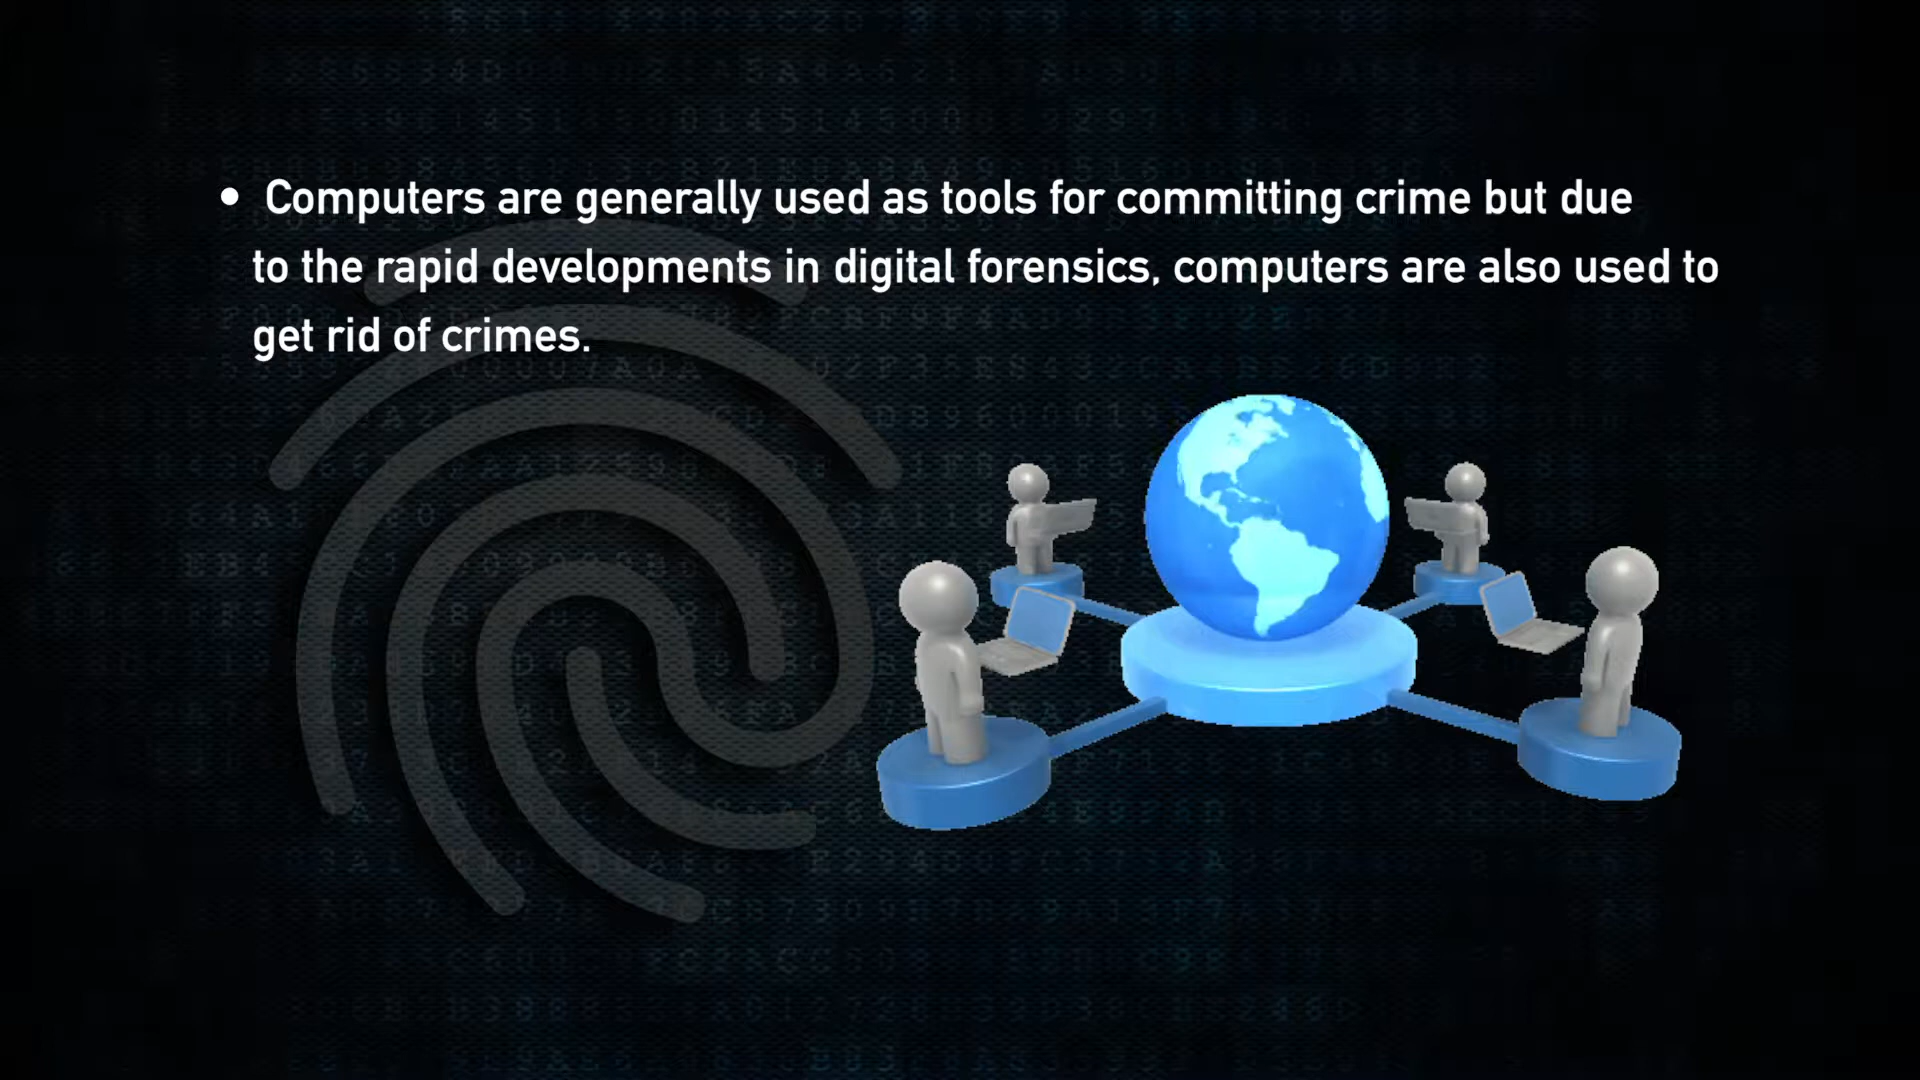 • Computers are generally used as tools for committing crime but due
to the rapid developments in digital forensics, computers are also used to
get rid of crimes.